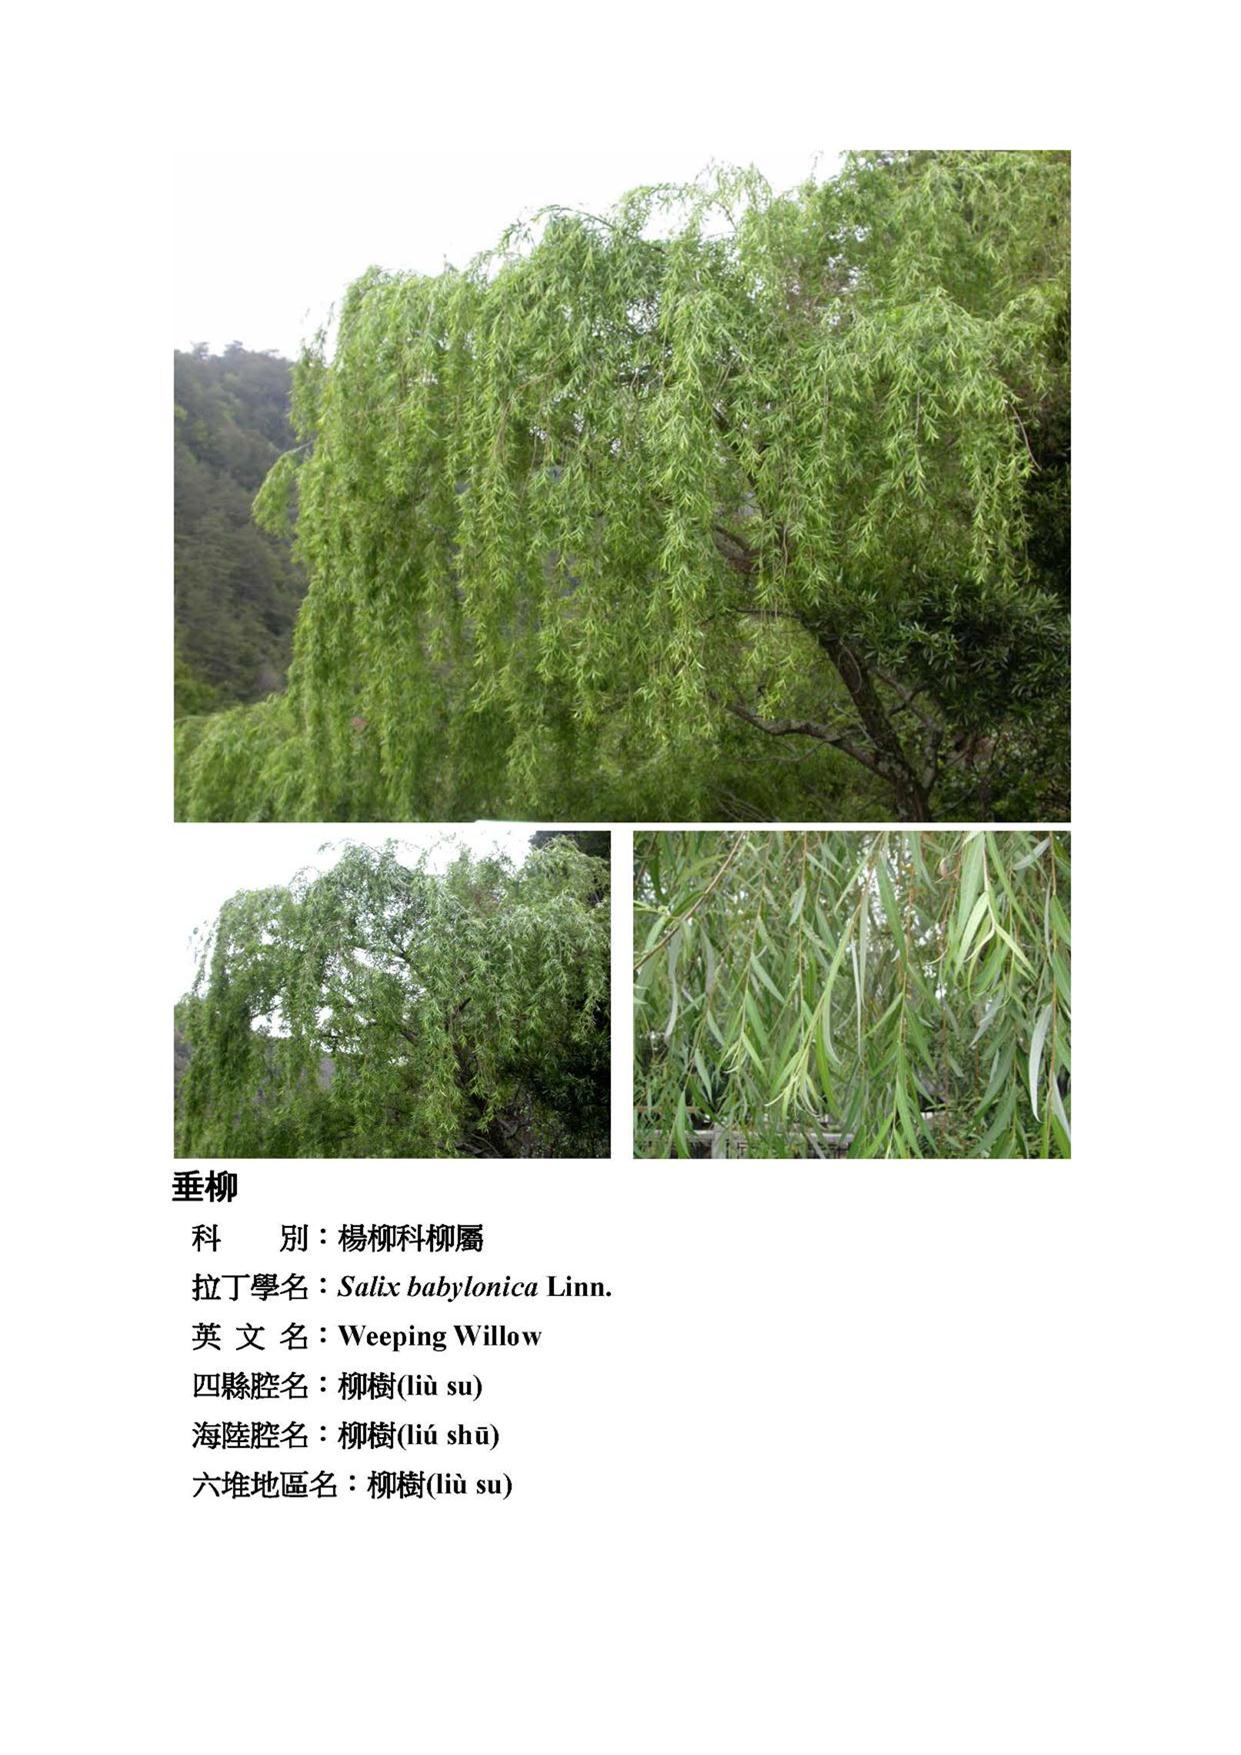 垂柳
科　　別：楊柳科柳屬
拉丁學名：Salix babylonica Linn.
英 文 名：Weeping Willow
四縣腔名：柳樹(liù su)
海陸腔名：柳樹(liú shū)
六堆地區名：柳樹(liù su)